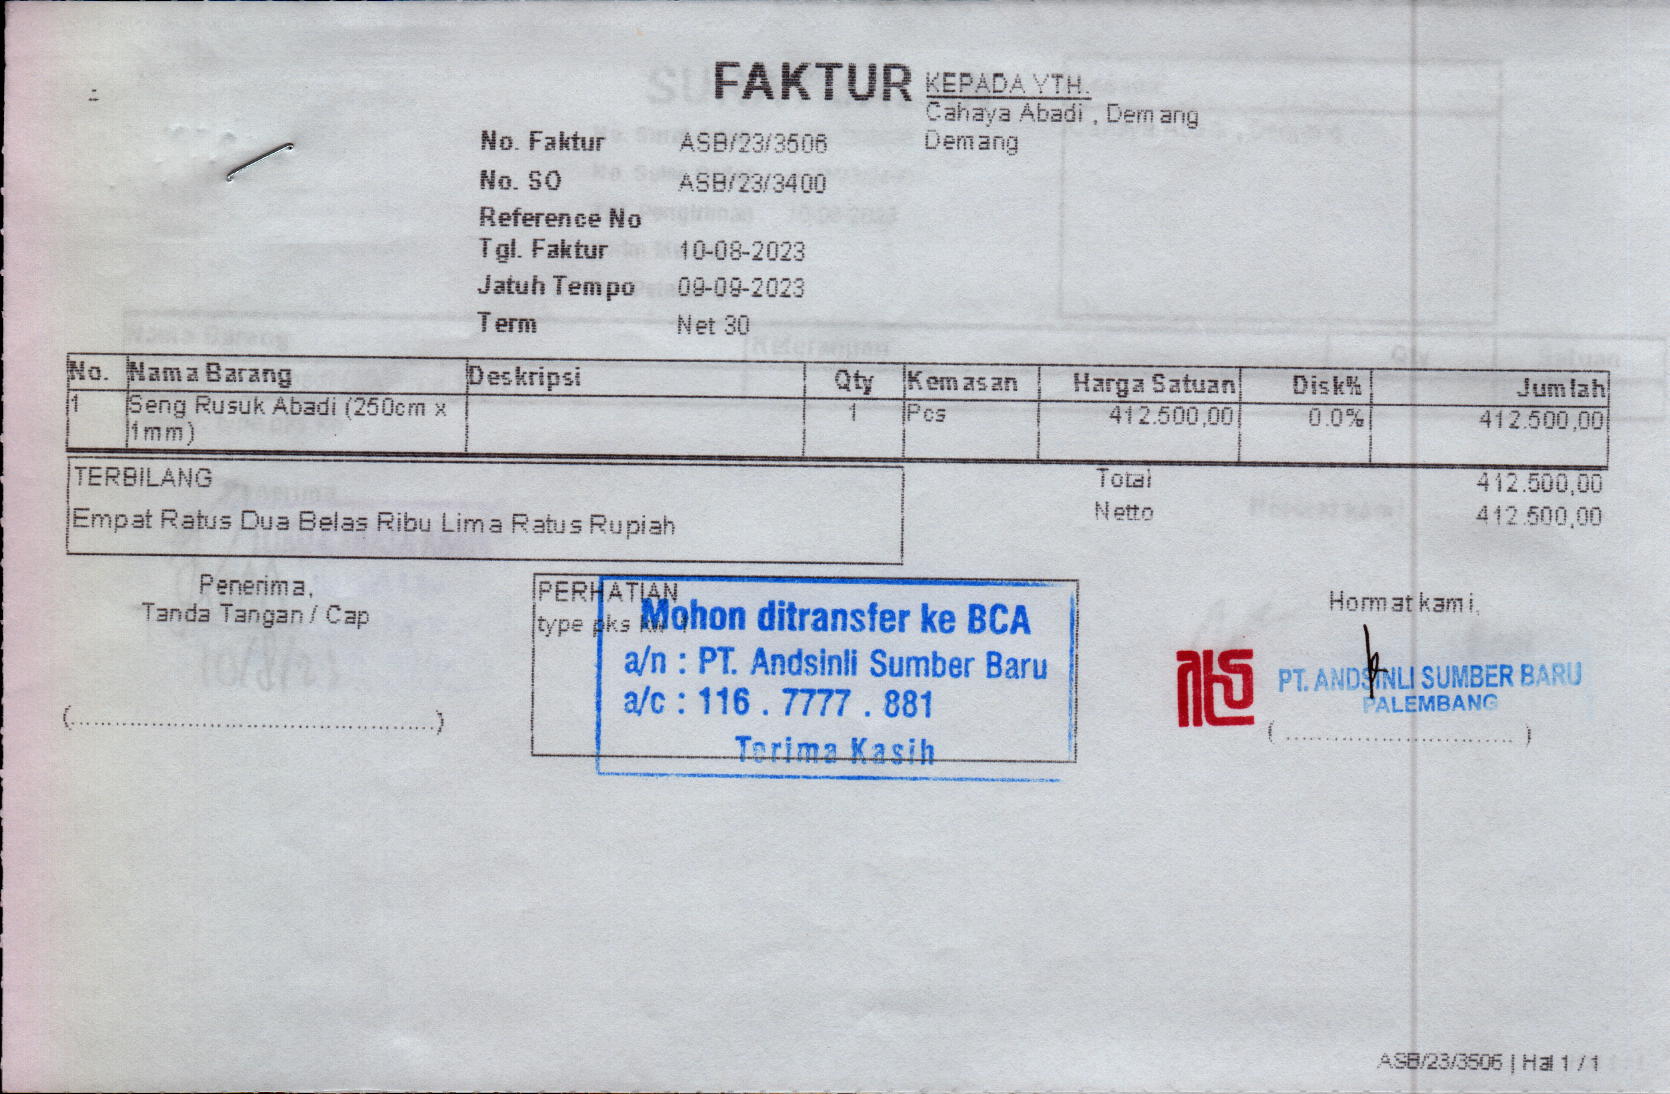 FAKTUR
KEPADA YTH.
Cahaya Abadi , Demang
Demang
No. Faktur ASB/23/3506
No. SO ASB/23/3400
Reference No
Tgl. Faktur 10-08-2023
Jatuh Tempo 09-09-2023
Term Net 30
No. Nama Barang Deskripsi Qty Kemasan Harga Satuan Disk% Jumlah
1 Seng Rusuk Abadi (250cm x 1 Pcs 412.500,00 0.0% 412.500,00
1mm)
TERBILANG
Empat Ratus Dua Belas Ribu Lima Ratus Rupiah
Total 412.500,00
Netto 412.500,00
Penerima,
Tanda Tangan / Cap
(....................................................)
PERHATIAN
type pks
Mohon ditransfer ke BCA
a/n : PT. Andsinli Sumber Baru
a/c : 116 . 7777 . 881
Terima Kasih
Hormat kami,
PT. ANDSINLI SUMBER BARU
PALEMBANG
( ................................ )
ASB/23/3506 | Hal 1 / 1